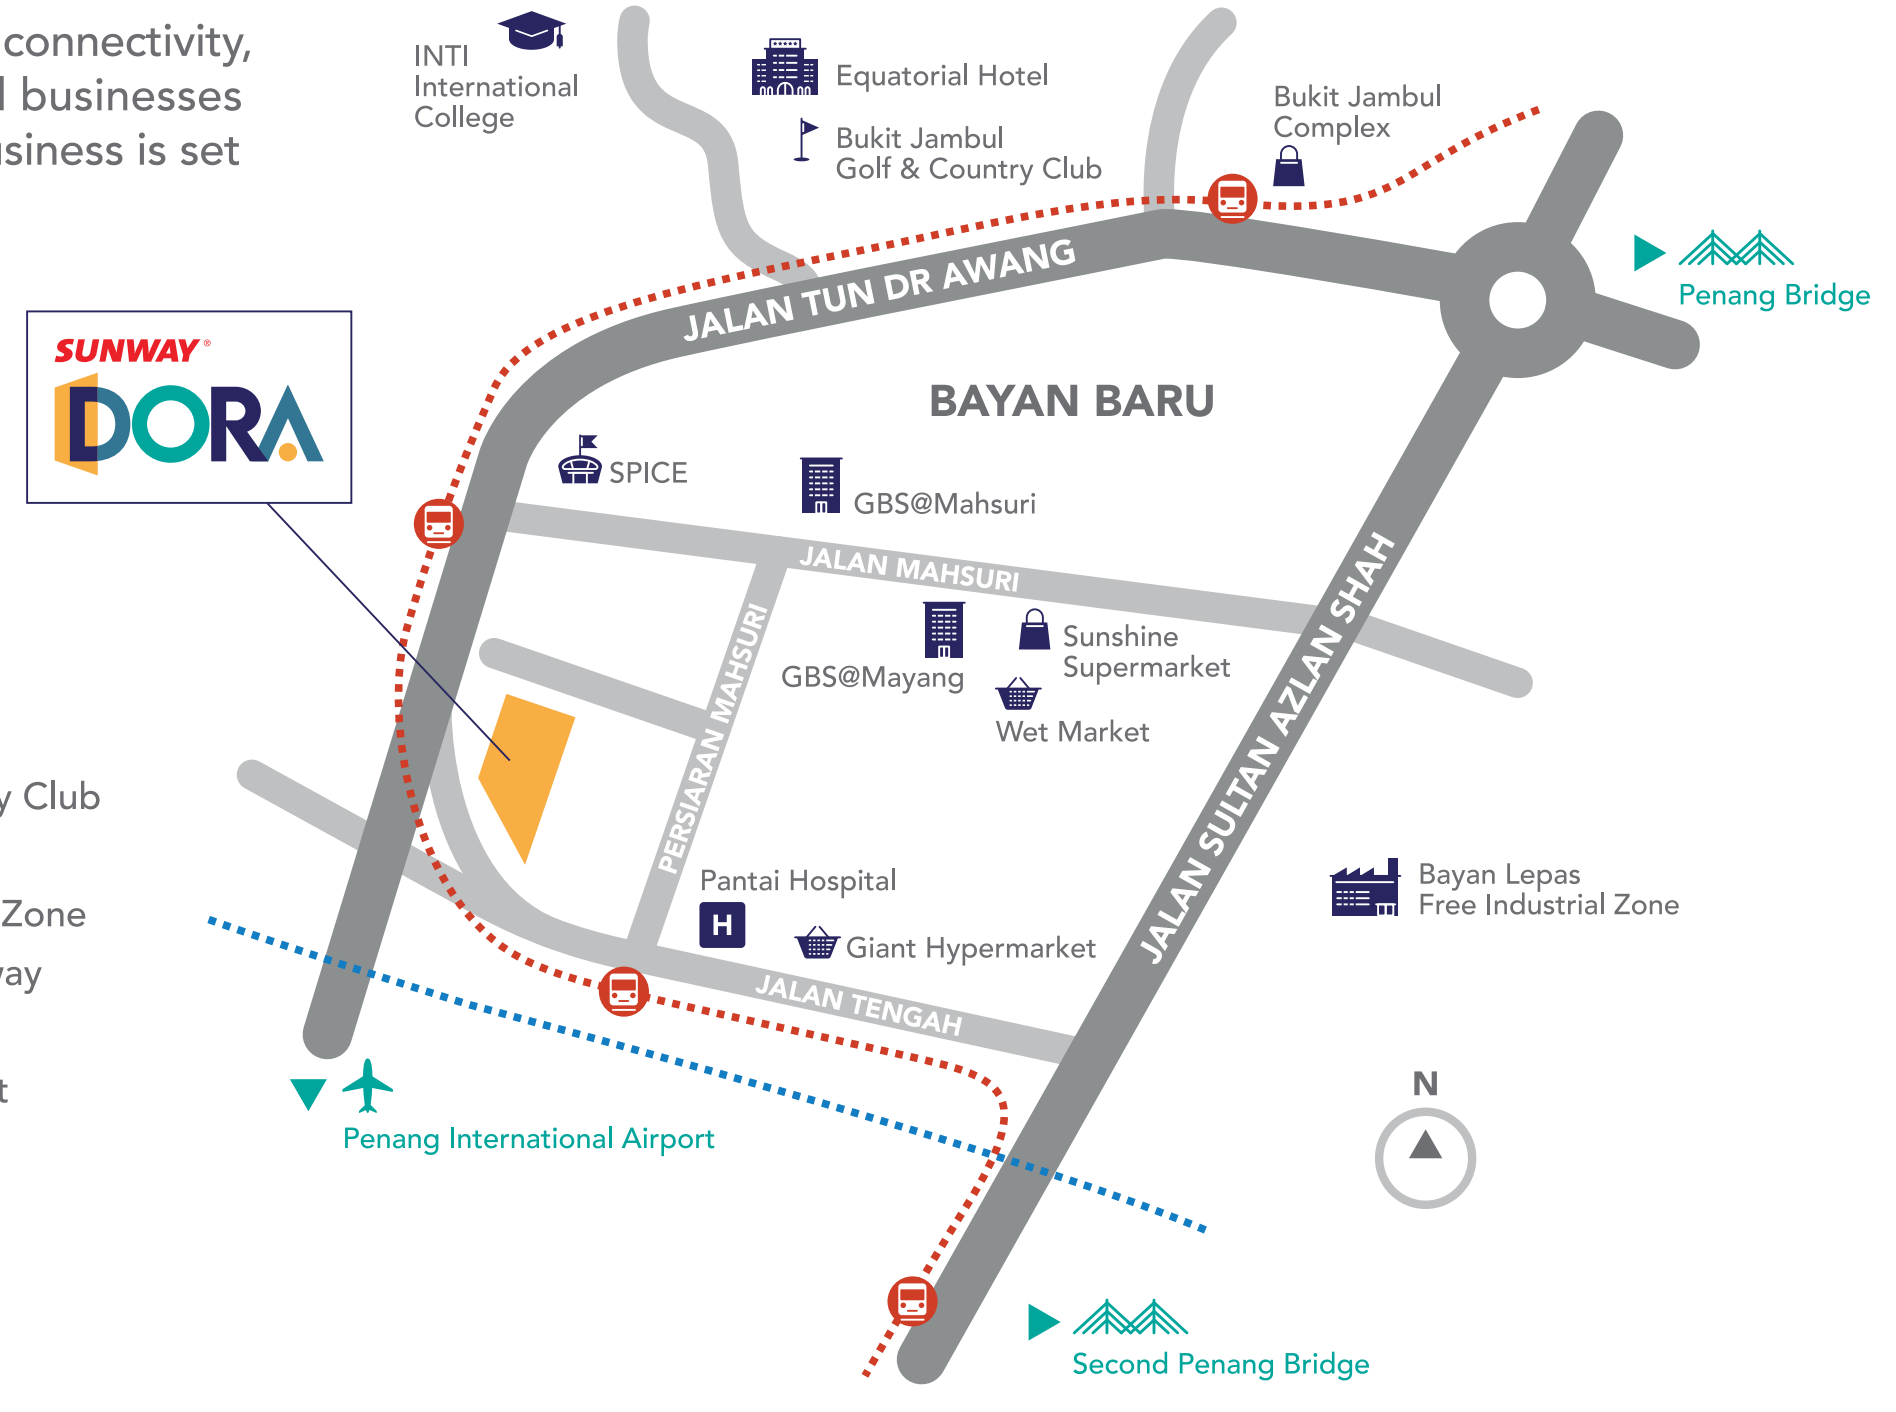 connectivity,
businesses
is set
INTI
International
College
Equatorial Hotel
Bukit Jambul
Golf & Country Club
Bukit Jambul
Complex
Penang Bridge
JALAN TUN DR AWANG
SUNWAY®
DORA
BAYAN BARU
SPICE
GBS@Mahsuri
JALAN MAHSURI
GBS@Mayang
Sunshine
Supermarket
Wet Market
PERSIARAN MAHSURI
JALAN SULTAN AZLAN SHAH
Club
Zone
Pantai Hospital
H
Giant Hypermarket
Bayan Lepas
Free Industrial Zone
JALAN TENGAH
N
Penang International Airport
Second Penang Bridge